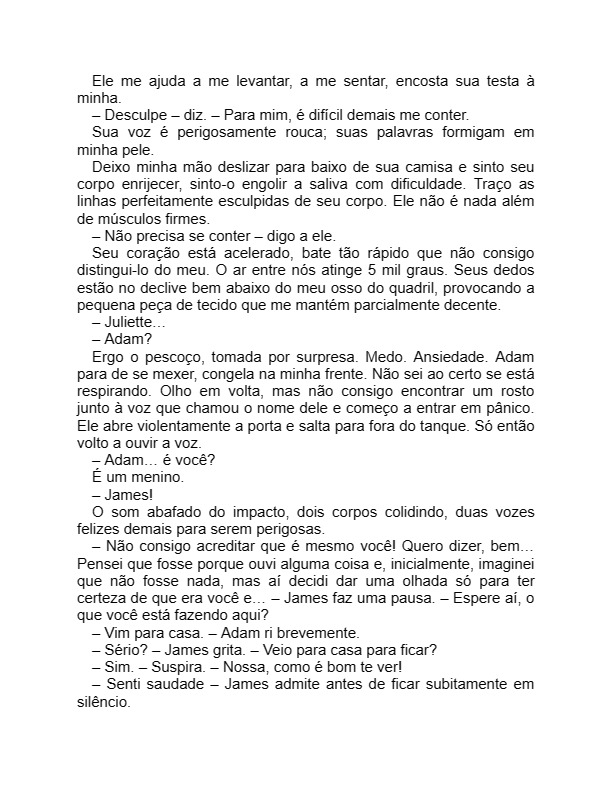 Ele me ajuda a me levantar, a me sentar, encosta sua testa à
minha.
– Desculpe – diz. – Para mim, é difícil demais me conter.
Sua voz é perigosamente rouca; suas palavras formigam em
minha pele.
Deixo minha mão deslizar para baixo de sua camisa e sinto seu
corpo enrijecer, sinto-o engolir a saliva com dificuldade. Traço as
linhas perfeitamente esculpidas de seu corpo. Ele não é nada além
de músculos firmes.
– Não precisa se conter – digo a ele.
Seu coração está acelerado, bate tão rápido que não consigo
distingui-lo do meu. O ar entre nós atinge 5 mil graus. Seus dedos
estão no declive bem abaixo do meu osso do quadril, provocando a
pequena peça de tecido que me mantém parcialmente decente.
– Juliette…
– Adam?
Ergo o pescoço, tomada por surpresa. Medo. Ansiedade. Adam
para de se mexer, congela na minha frente. Não sei ao certo se está
respirando. Olho em volta, mas não consigo encontrar um rosto
junto à voz que chamou o nome dele e começo a entrar em pânico.
Ele abre violentamente a porta e salta para fora do tanque. Só então
volto a ouvir a voz.
– Adam… é você?
É um menino.
– James!
O som abafado do impacto, dois corpos colidindo, duas vozes
felizes demais para serem perigosas.
– Não consigo acreditar que é mesmo você! Quero dizer, bem…
Pensei que fosse porque ouvi alguma coisa e, inicialmente, imaginei
que não fosse nada, mas aí decidi dar uma olhada só para ter
certeza de que era você e… – James faz uma pausa. – Espere aí, o
que você está fazendo aqui?
– Vim para casa. – Adam ri brevemente.
– Sério? – James grita. – Veio para casa para ficar?
– Sim. – Suspira. – Nossa, como é bom te ver!
– Senti saudade – James admite antes de ficar subitamente em
silêncio.